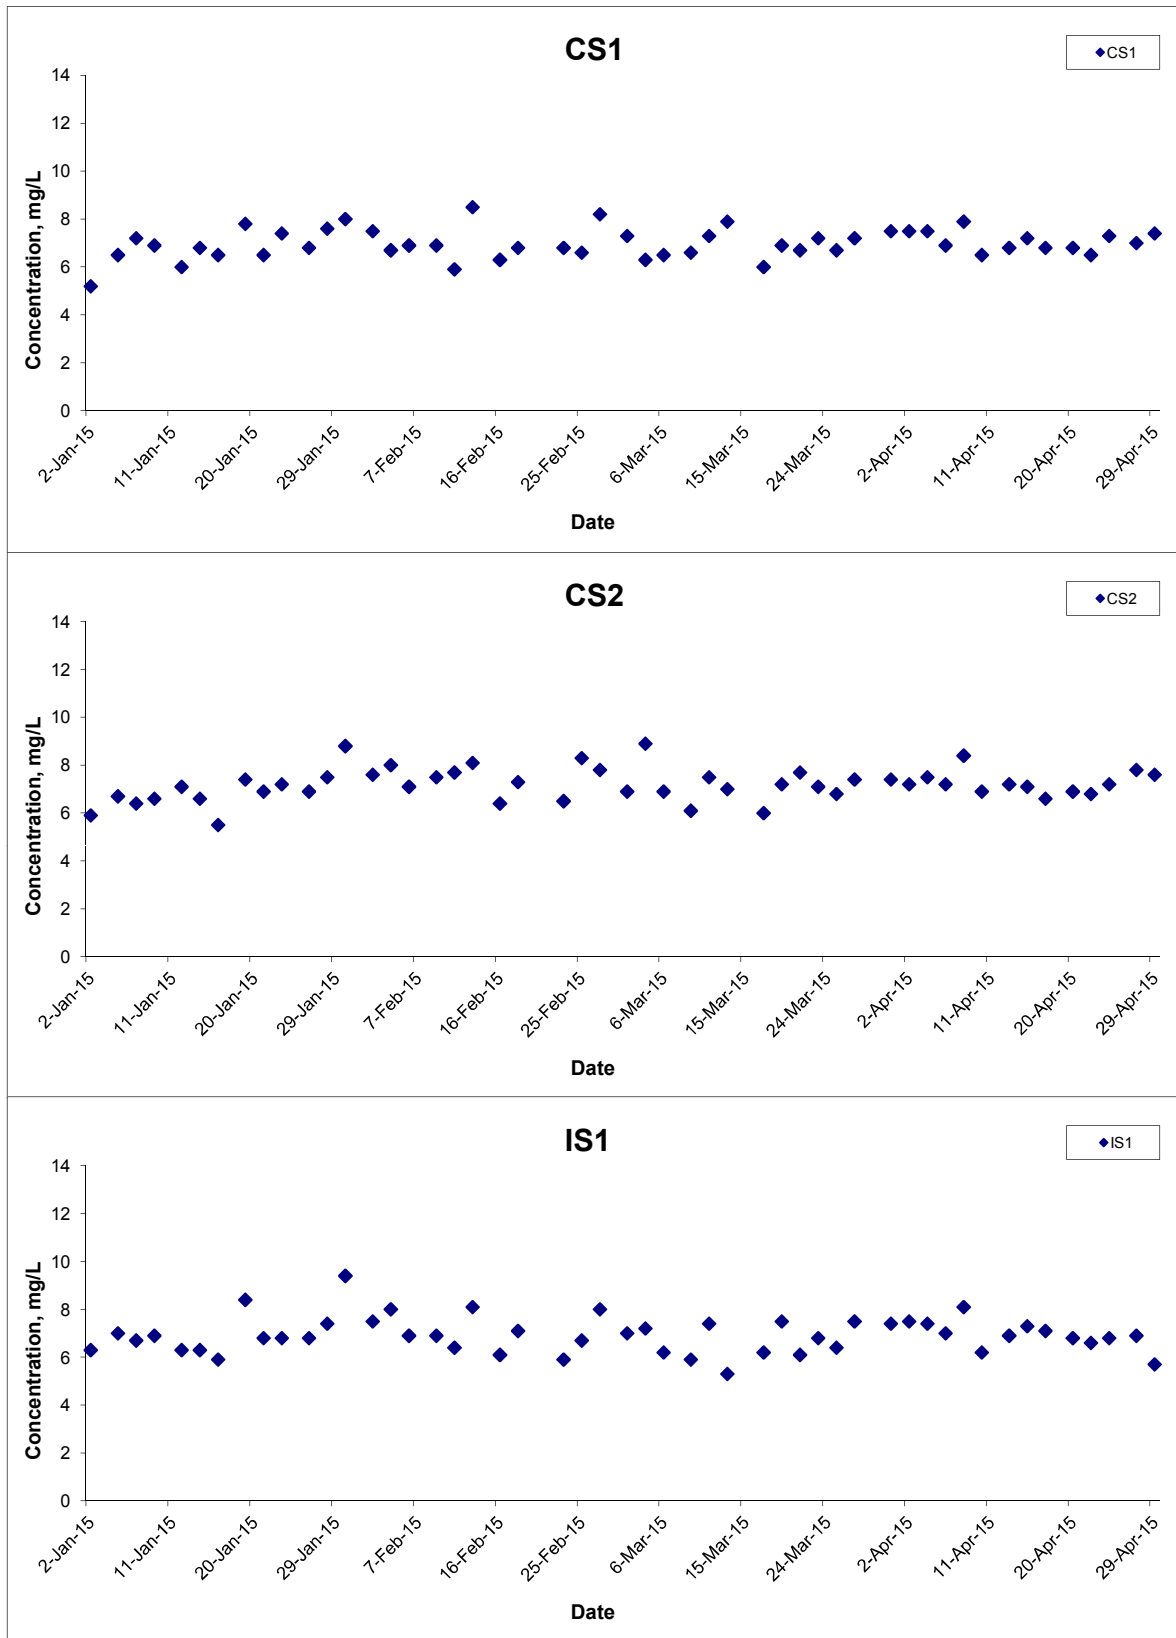 CS1
CS1
14
12
10
8
6
4
2
0
Concentration, mg/L
2-Jan-15
11-Jan-15
20-Jan-15
29-Jan-15
7-Feb-15
16-Feb-15
25-Feb-15
6-Mar-15
15-Mar-15
24-Mar-15
2-Apr-15
11-Apr-15
20-Apr-15
29-Apr-15
Date
CS2
CS2
14
12
10
8
6
4
2
0
Concentration, mg/L
2-Jan-15
11-Jan-15
20-Jan-15
29-Jan-15
7-Feb-15
16-Feb-15
25-Feb-15
6-Mar-15
15-Mar-15
24-Mar-15
2-Apr-15
11-Apr-15
20-Apr-15
29-Apr-15
Date
IS1
IS1
14
12
10
8
6
4
2
0
Concentration, mg/L
2-Jan-15
11-Jan-15
20-Jan-15
29-Jan-15
7-Feb-15
16-Feb-15
25-Feb-15
6-Mar-15
15-Mar-15
24-Mar-15
2-Apr-15
11-Apr-15
20-Apr-15
29-Apr-15
Date